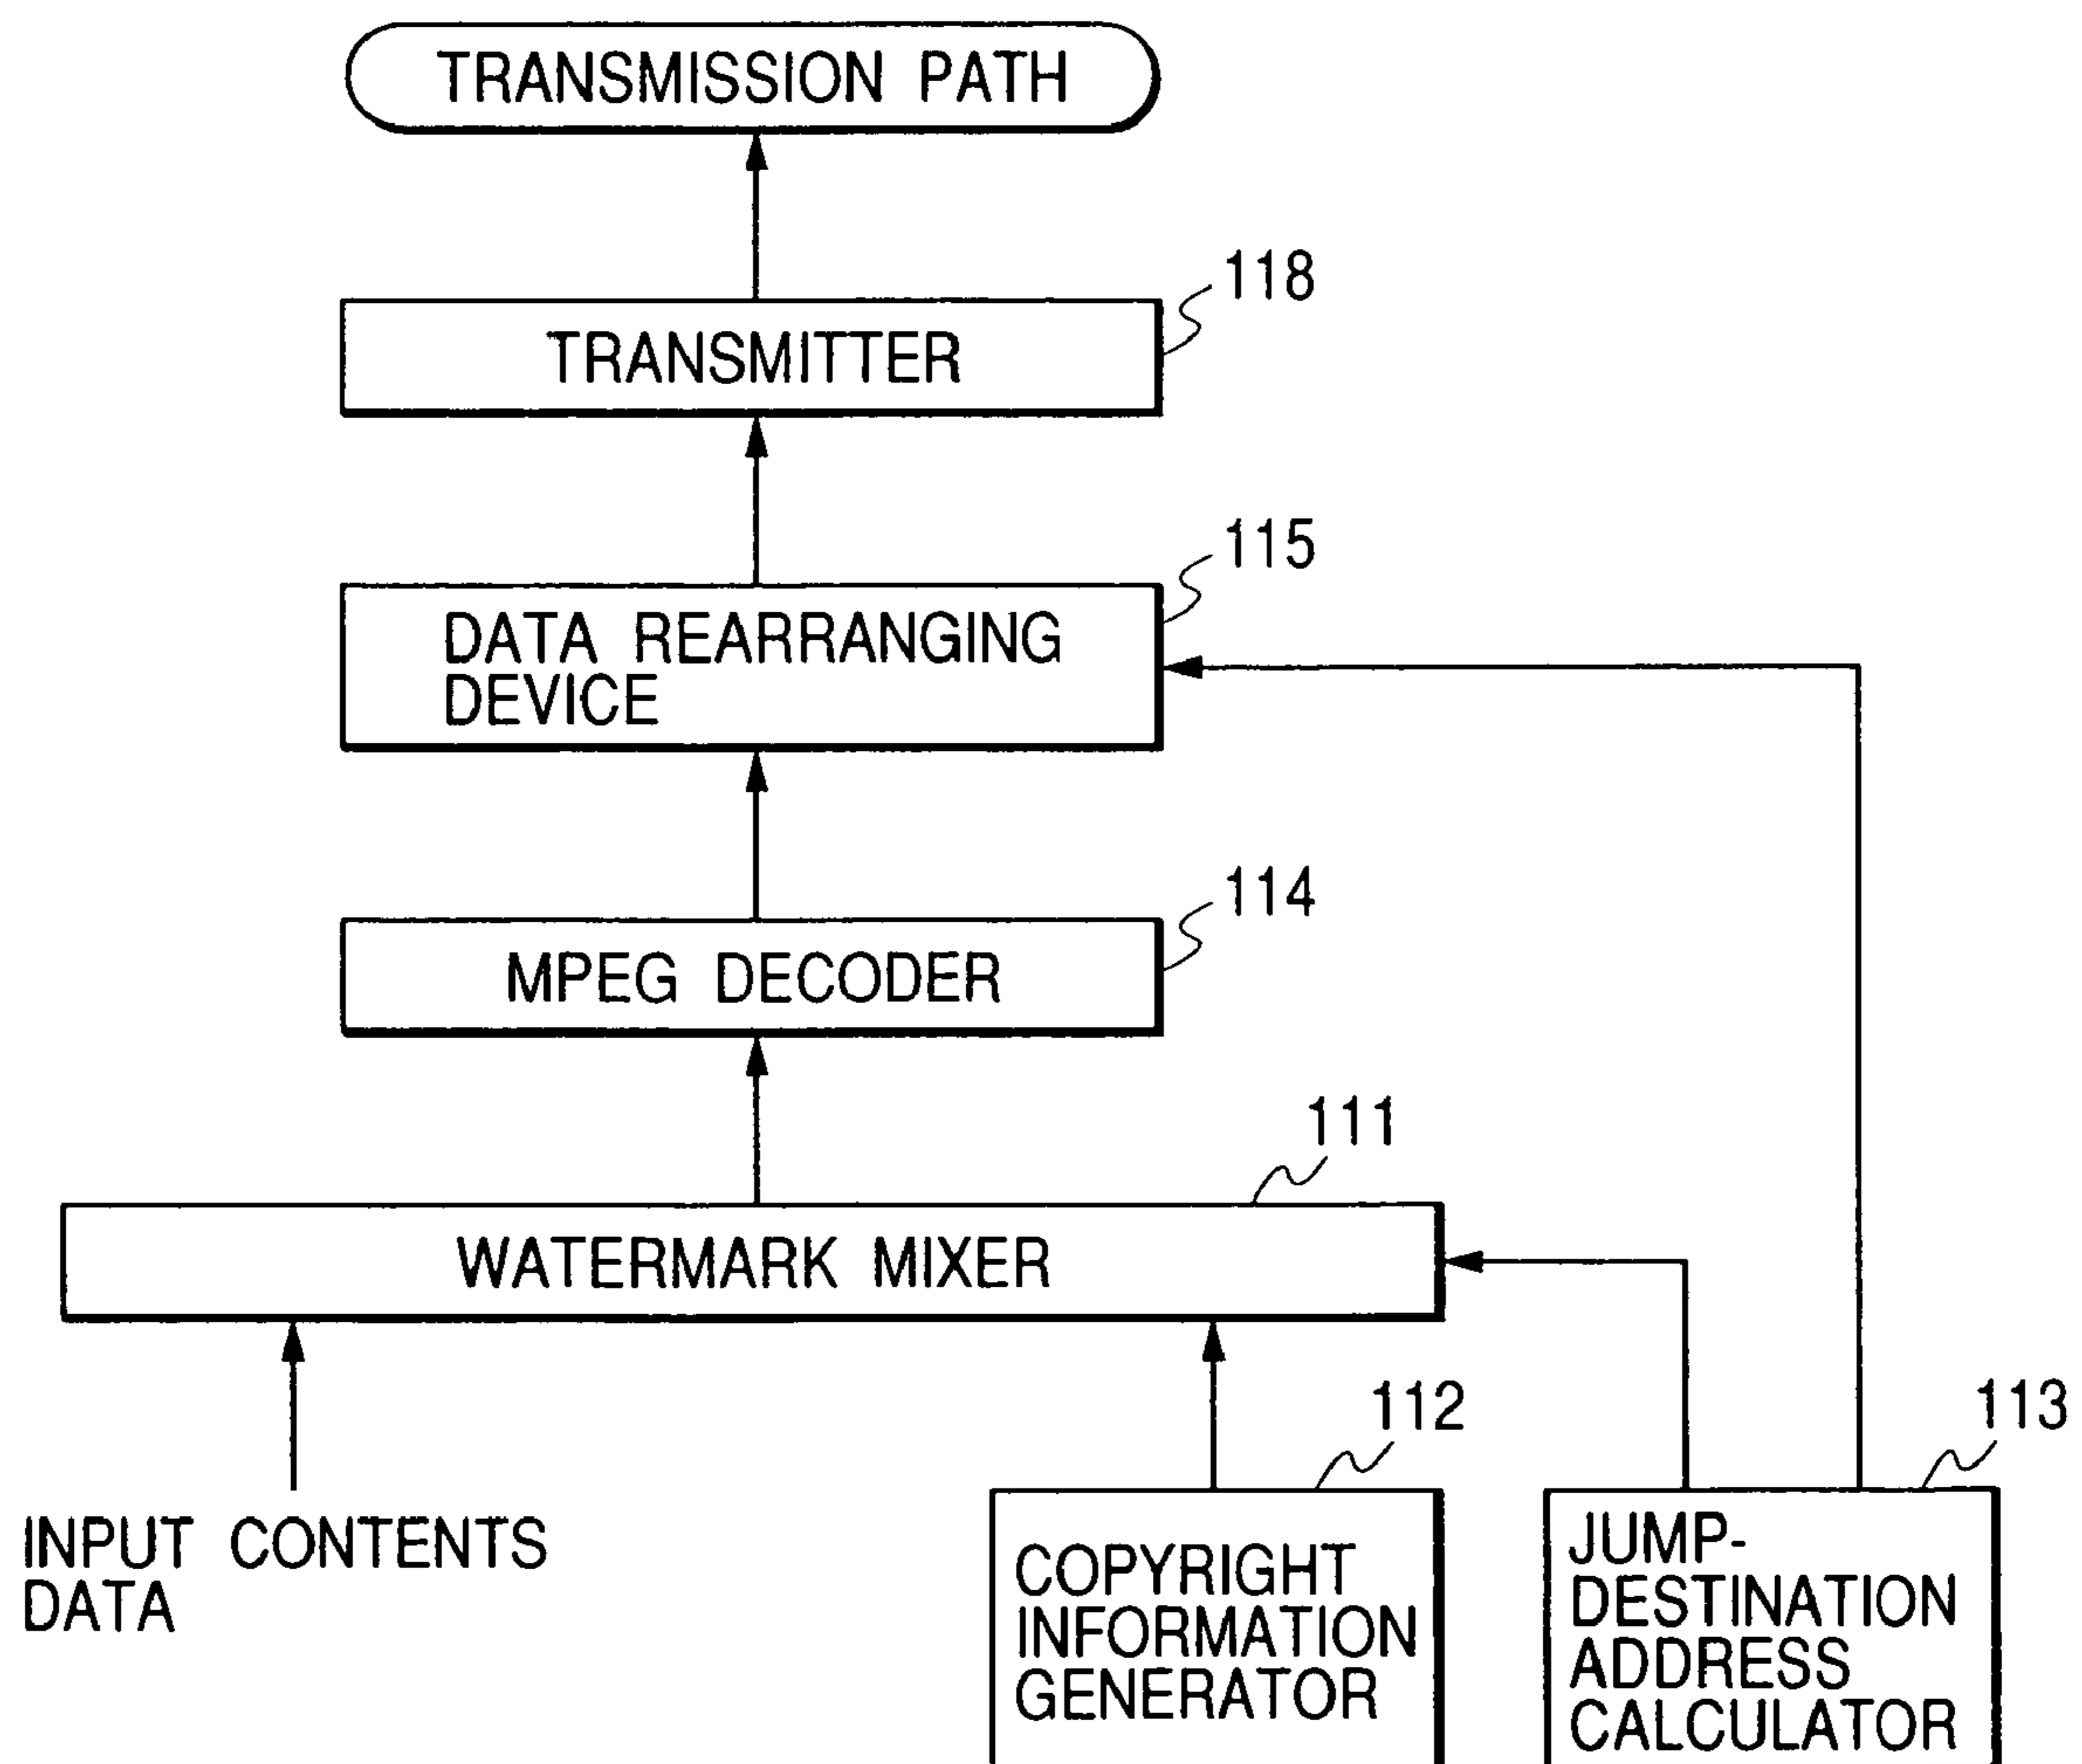 TRANSMISSION PATH
118
TRANSMITTER
115
DATA REARRANGING
DEVICE
114
MPEG DECODER
111
WATERMARK MIXER
112
113
INPUT CONTENTS
DATA
COPYRIGHT
INFORMATION
GENERATOR
JUMP-
DESTINATION
ADDRESS
CALCULATOR